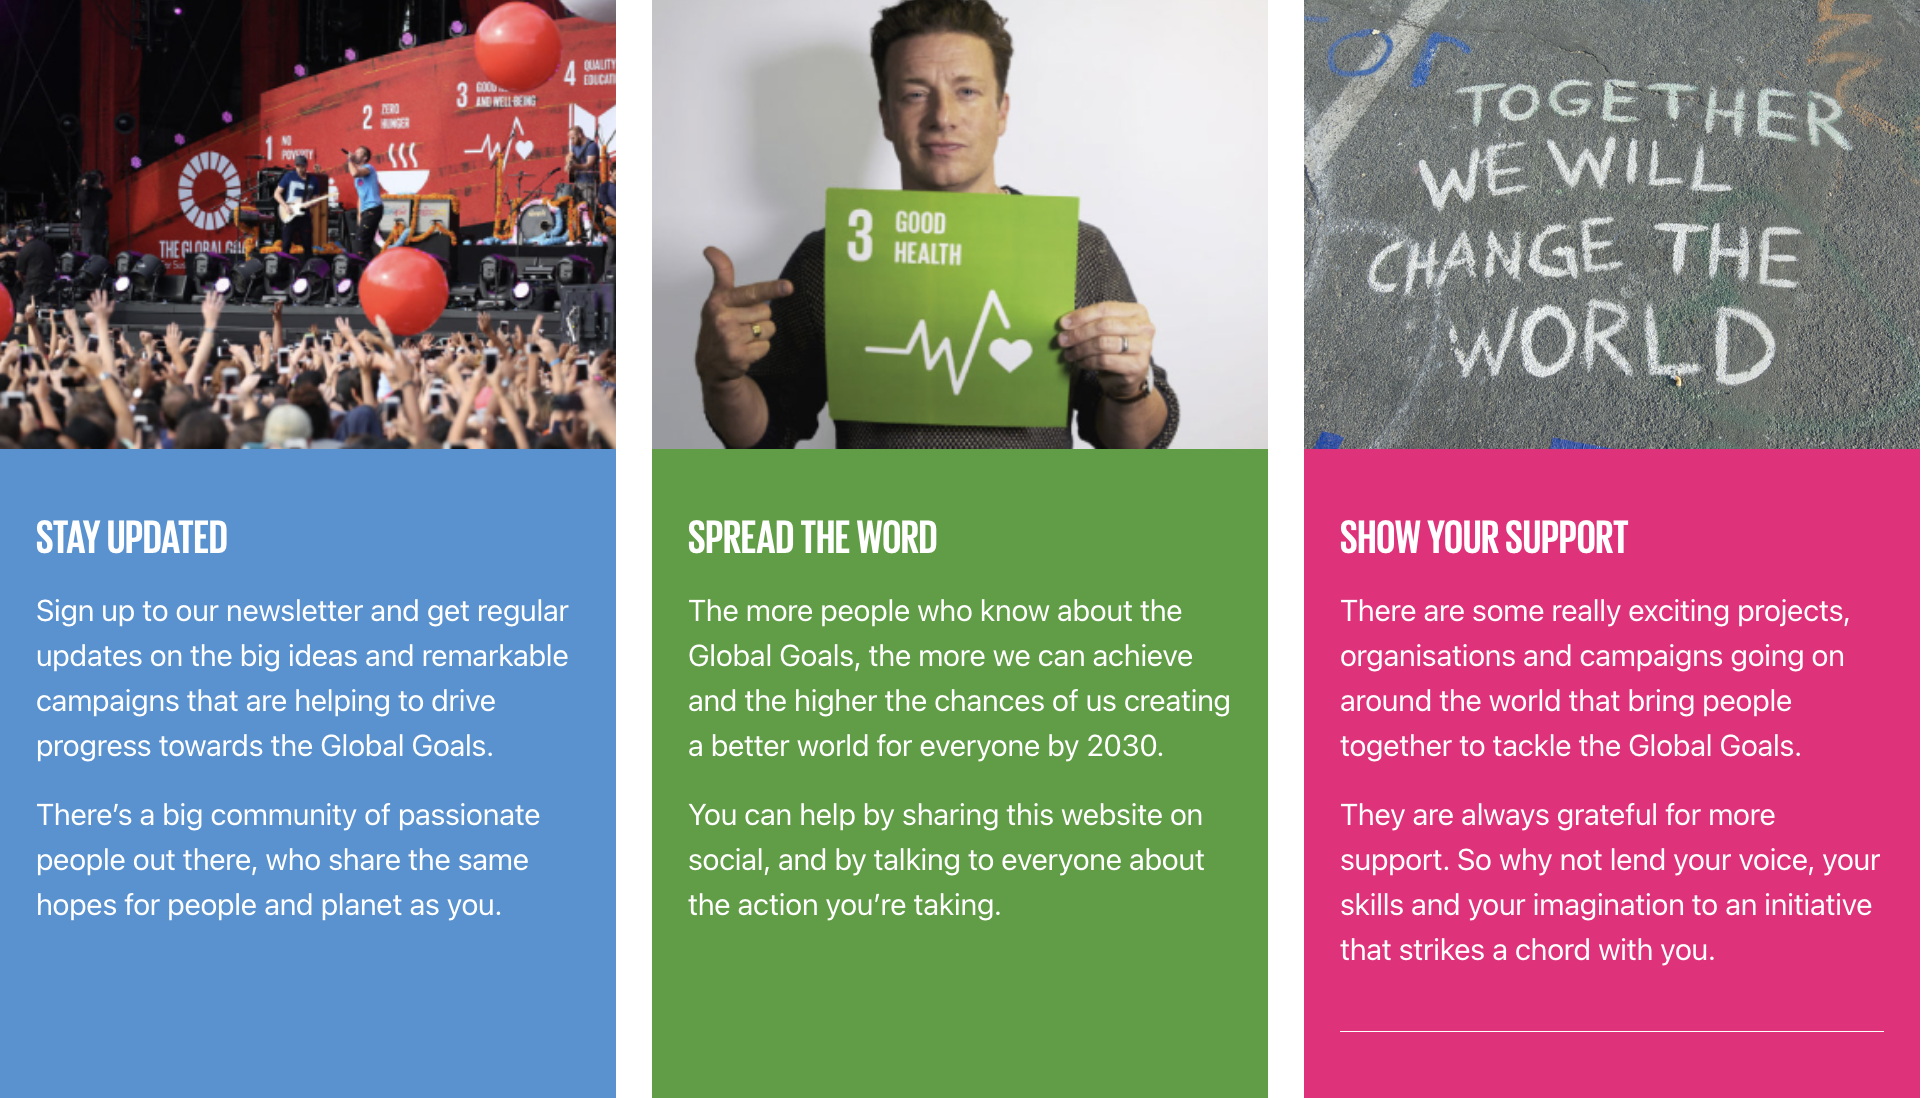 1 NO
POVERTY
2 ZERO
HUNGER
3 GOOD
AND WELL-BEING
4 QUALITY
THE GLOBAL
3 GOOD
HEALTH
or
TOGETHER
WE WILL
CHANGE THE
WORLD
STAY UPDATED
Sign up to our newsletter and get regular
updates on the big ideas and remarkable
campaigns that are helping to drive
progress towards the Global Goals.
There’s a big community of passionate
people out there, who share the same
hopes for people and planet as you.
SPREAD THE WORD
The more people who know about the
Global Goals, the more we can achieve
and the higher the chances of us creating
a better world for everyone by 2030.
You can help by sharing this website on
social, and by talking to everyone about
the action you’re taking.
SHOW YOUR SUPPORT
There are some really exciting projects,
organisations and campaigns going on
around the world that bring people
together to tackle the Global Goals.
They are always grateful for more
support. So why not lend your voice, your
skills and your imagination to an initiative
that strikes a chord with you.